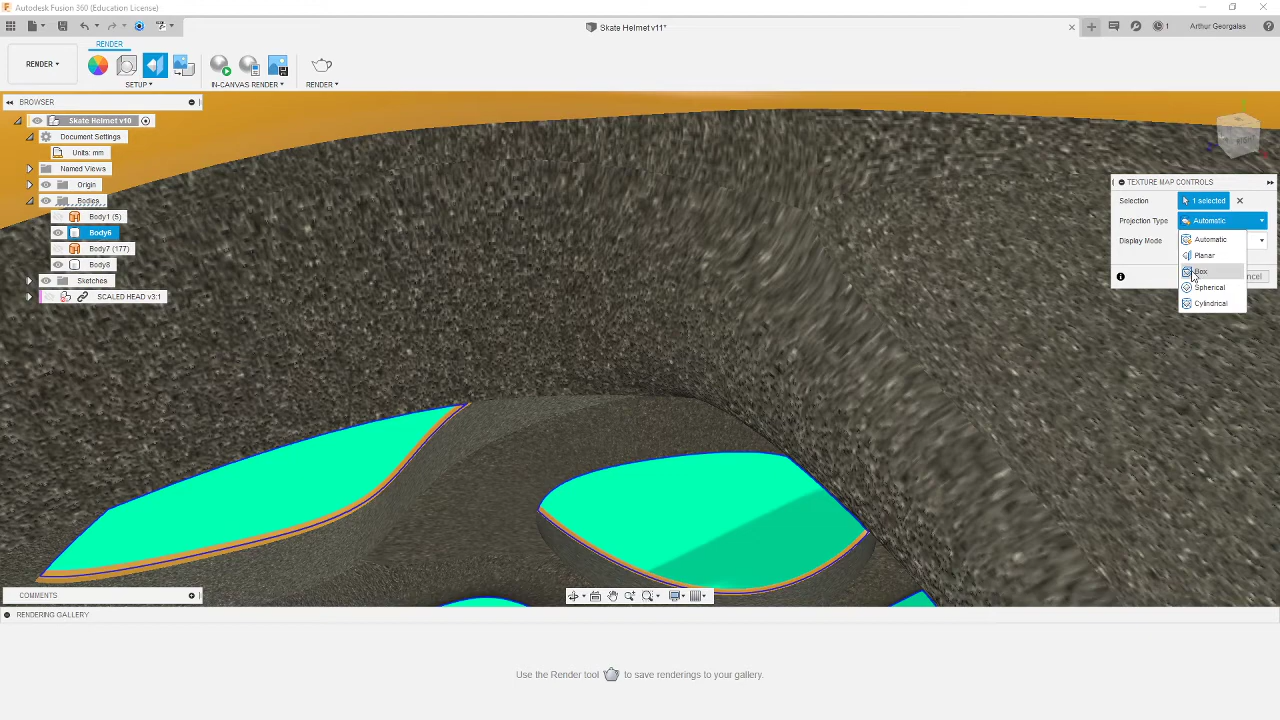 Autodesk Fusion 360 (Education License)
Skate Helmet v11*
1
Arthur Georgalas
RENDER
RENDER
SETUP
IN-CANVAS RENDER
RENDER
BROWSER
Skate Helmet v10
Document Settings
Units: mm
Named Views
Origin
Bodies
Body1 (5)
Body6
Body7 (177)
Body8
Sketches
SCALED HEAD v3:1
RIGHT
TEXTURE MAP CONTROLS
Selection
1 selected
Projection Type
Automatic
Display Mode
Automatic
Planar
Box
Spherical
Cylindrical
COMMENTS
RENDERING GALLERY
Use the Render tool to save renderings to your gallery.